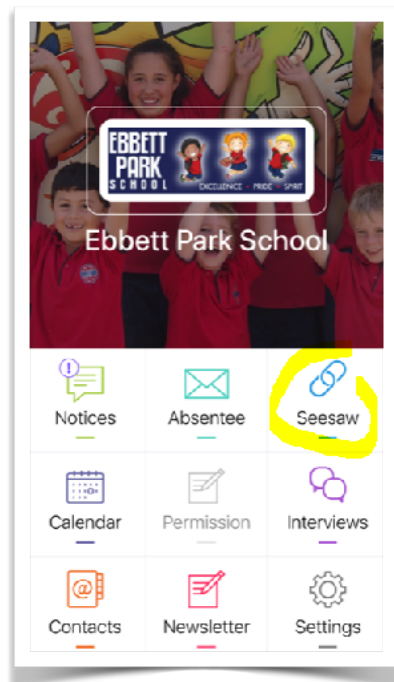 EBBETT
PARK
SCHOOL
EXCELLENCE • PRIDE • SPIRIT
Ebbett Park School
Notices
Absentee
Seesaw
Calendar
Permission
Interviews
Contacts
Newsletter
Settings